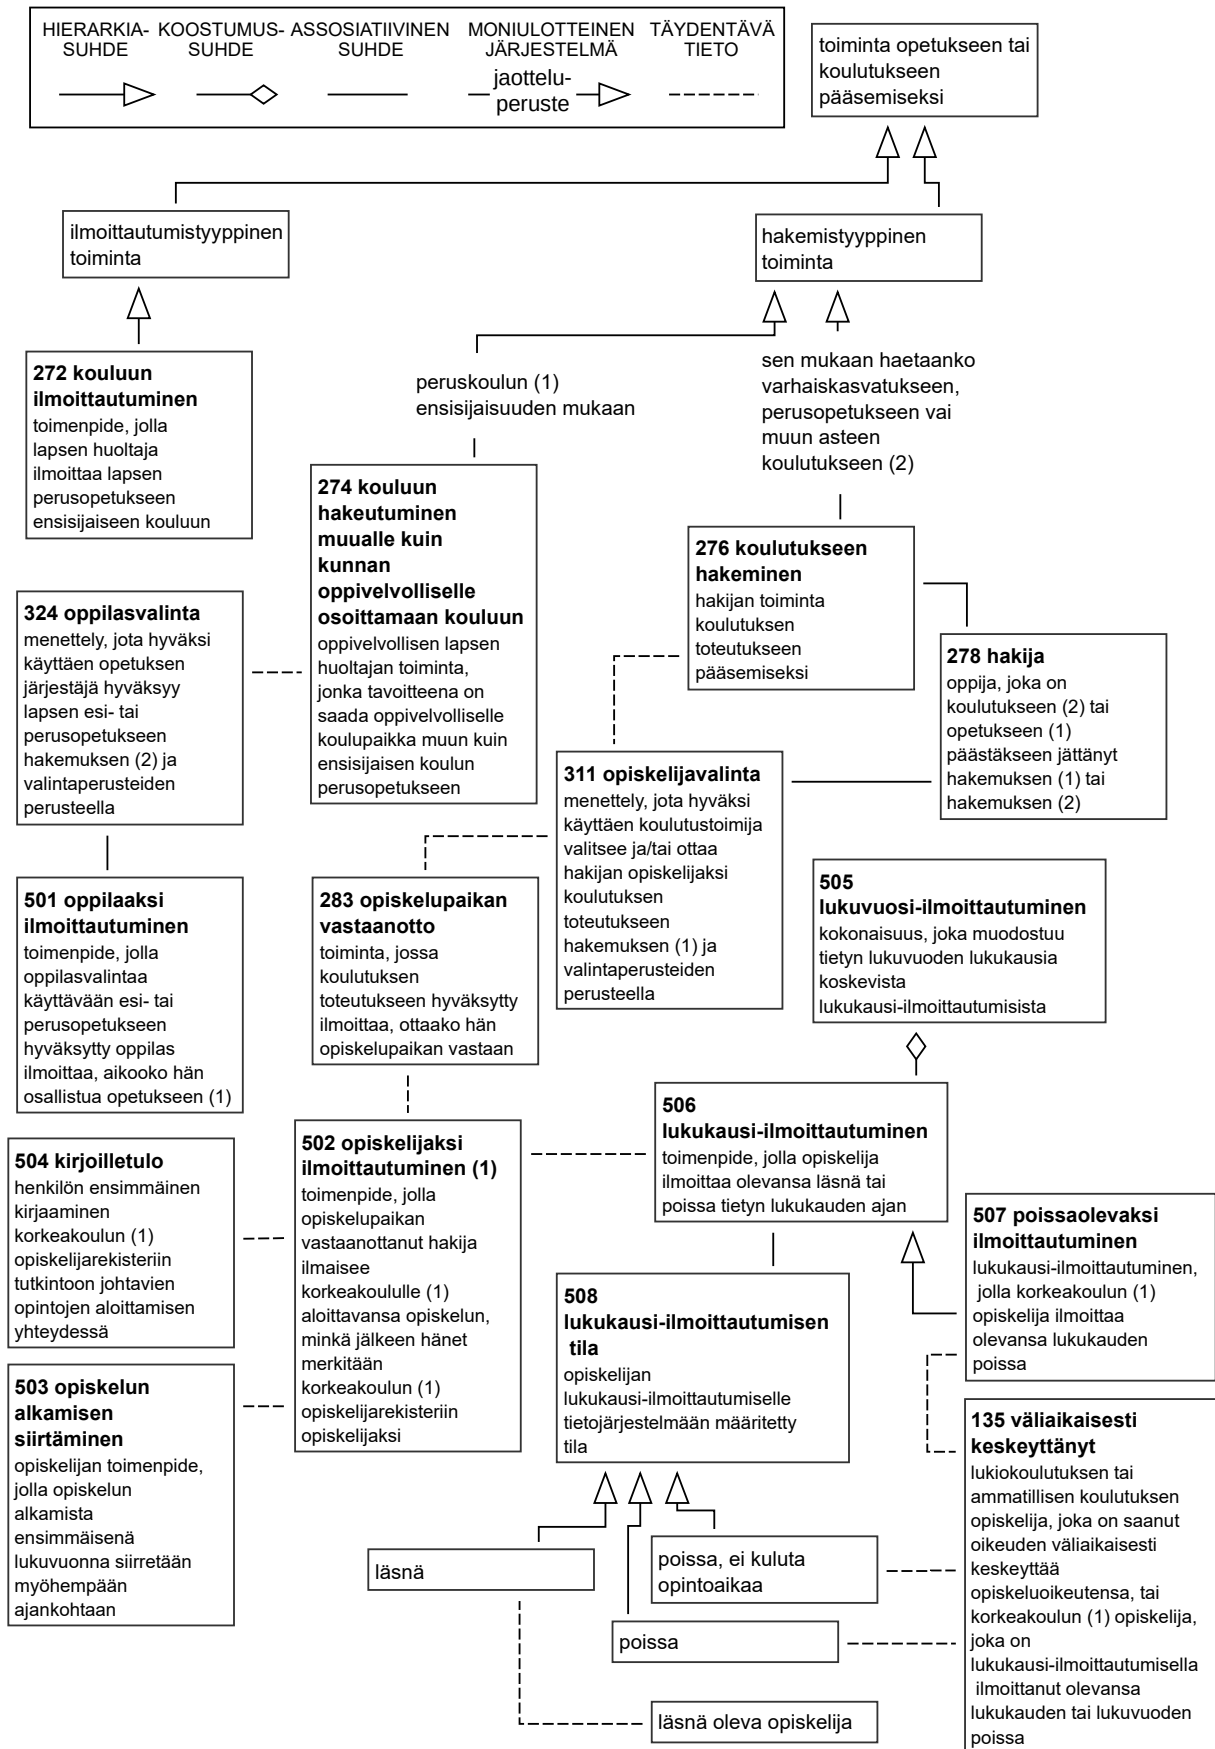 HIERARKIA-
SUHDE
KOOSTUMUS-
SUHDE
ASSOSIATIIVINEN
SUHDE
MONIULOTTEINEN
JÄRJESTELMÄ
jaottelu-
peruste
TÄYDENTÄVÄ
TIETO
toiminta opetukseen tai
koulutukseen
pääsemiseksi
ilmoittautumistyyppinen
toiminta
hakemistyyppinen
toiminta
272 kouluun
ilmoittautuminen
toimenpide, jolla
lapsen huoltaja
ilmoittaa lapsen
perusopetukseen
ensisijaiseen kouluun
peruskoulun (1)
ensisijaisuuden mukaan
sen mukaan haetaanko
varhaiskasvatukseen,
perusopetukseen vai
muun asteen
koulutukseen (2)
274 kouluun
hakeutuminen
muualle kuin
kunnan
oppivelvolliselle
osoittamaan kouluun
oppivelvollisen lapsen
huoltajan toiminta,
jonka tavoitteena on
saada oppivelvolliselle
koulupaikka muun kuin
ensisijaisen koulun
perusopetukseen
276 koulutukseen
hakeminen
hakijan toiminta
koulutuksen
toteutukseen
pääsemiseksi
324 oppilasvalinta
menettely, jota hyväksi
käyttäen opetuksen
järjestäjä hyväksyy
lapsen esi- tai
perusopetukseen
hakemuksen (2) ja
valintaperusteiden
perusteella
278 hakija
oppija, joka on
koulutukseen (2) tai
opetukseen (1)
päästäkseen jättänyt
hakemuksen (1) tai
hakemuksen (2)
311 opiskelijavalinta
menettely, jota hyväksi
käyttäen koulutustoimija
valitsee ja/tai ottaa
hakijan opiskelijaksi
koulutuksen
toteutukseen
hakemuksen (1) ja
valintaperusteiden
perusteella
501 oppilaaksi
ilmoittautuminen
toimenpide, jolla
oppilasvalintaa
käyttävään esi- tai
perusopetukseen
hyväksytty oppilas
ilmoittaa, aikooko hän
osallistua opetukseen (1)
283 opiskelupaikan
vastaanotto
toiminta, jossa
koulutuksen
toteutukseen hyväksytty
ilmoittaa, ottaako hän
opiskelupaikan vastaan
505
lukuvuosi-ilmoittautuminen
kokonaisuus, joka muodostuu
tietyn lukuvuoden lukukausia
koskevista
lukukausi-ilmoittautumisista
506
lukukausi-ilmoittautuminen
toimenpide, jolla opiskelija
ilmoittaa olevansa läsnä tai
poissa tietyn lukukauden ajan
504 kirjoilletulo
henkilön ensimmäinen
kirjaaminen
korkeakoulun (1)
opiskelijarekisteriin
tutkintoon johtavien
opintojen aloittamisen
yhteydessä
502 opiskelijaksi
ilmoittautuminen (1)
toimenpide, jolla
opiskelupaikan
vastaanottanut hakija
ilmaisee
korkeakoululle (1)
aloittavansa opiskelun,
minkä jälkeen hänet
merkitään
korkeakoulun (1)
opiskelijarekisteriin
opiskelijaksi
507 poissaolevaksi
ilmoittautuminen
lukukausi-ilmoittautuminen,
jolla korkeakoulun (1)
opiskelija ilmoittaa
olevansa lukukauden
poissa
508
lukukausi-ilmoittautumisen
tila
opiskelijan
lukukausi-ilmoittautumiselle
tietojärjestelmään määritetty
tila
503 opiskelun
alkamisen
siirtäminen
opiskelijan toimenpide,
jolla opiskelun
alkamista
ensimmäisenä
lukuvuonna siirretään
myöhempään
ajankohtaan
135 väliaikaisesti
keskeyttänyt
lukiokoulutuksen tai
ammatillisen koulutuksen
opiskelija, joka on saanut
oikeuden väliaikaisesti
keskeyttää
opiskeluoikeutensa, tai
korkeakoulun (1) opiskelija,
joka on
lukukausi-ilmoittautumisella
ilmoittanut olevansa
lukukauden tai lukuvuoden
poissa
läsnä
poissa, ei kuluta
opintoaikaa
poissa
läsnä oleva opiskelija